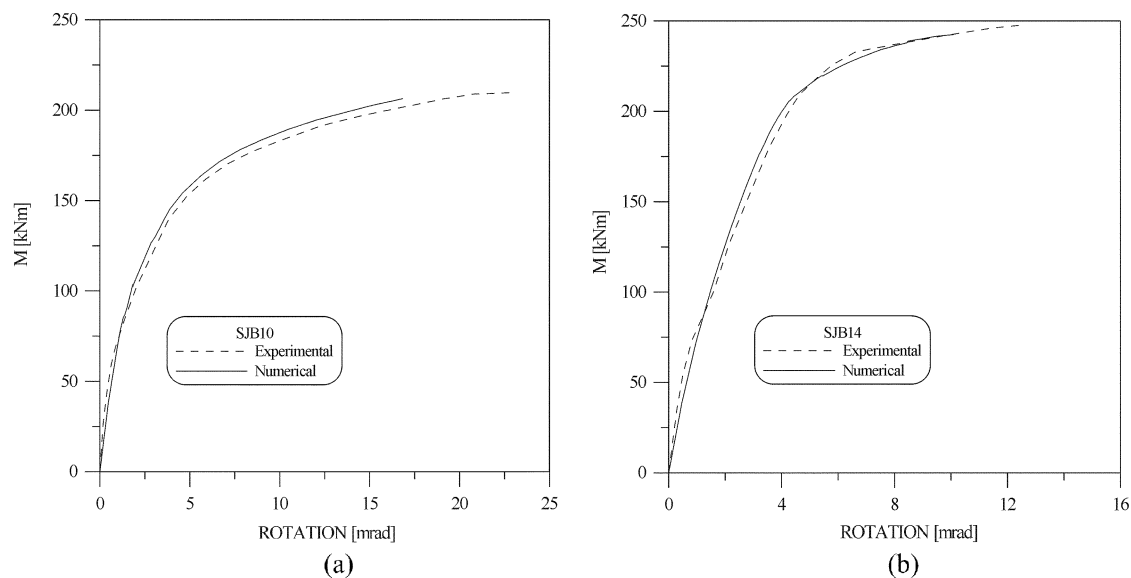 250
200
150
100
50
0
M [kNm]
SJB10
Experimental
Numerical
0 5 10 15 20 25
ROTATION [mrad]
(a)
250
200
150
100
50
0
M [kNm]
SJB14
Experimental
Numerical
0 4 8 12 16
ROTATION [mrad]
(b)